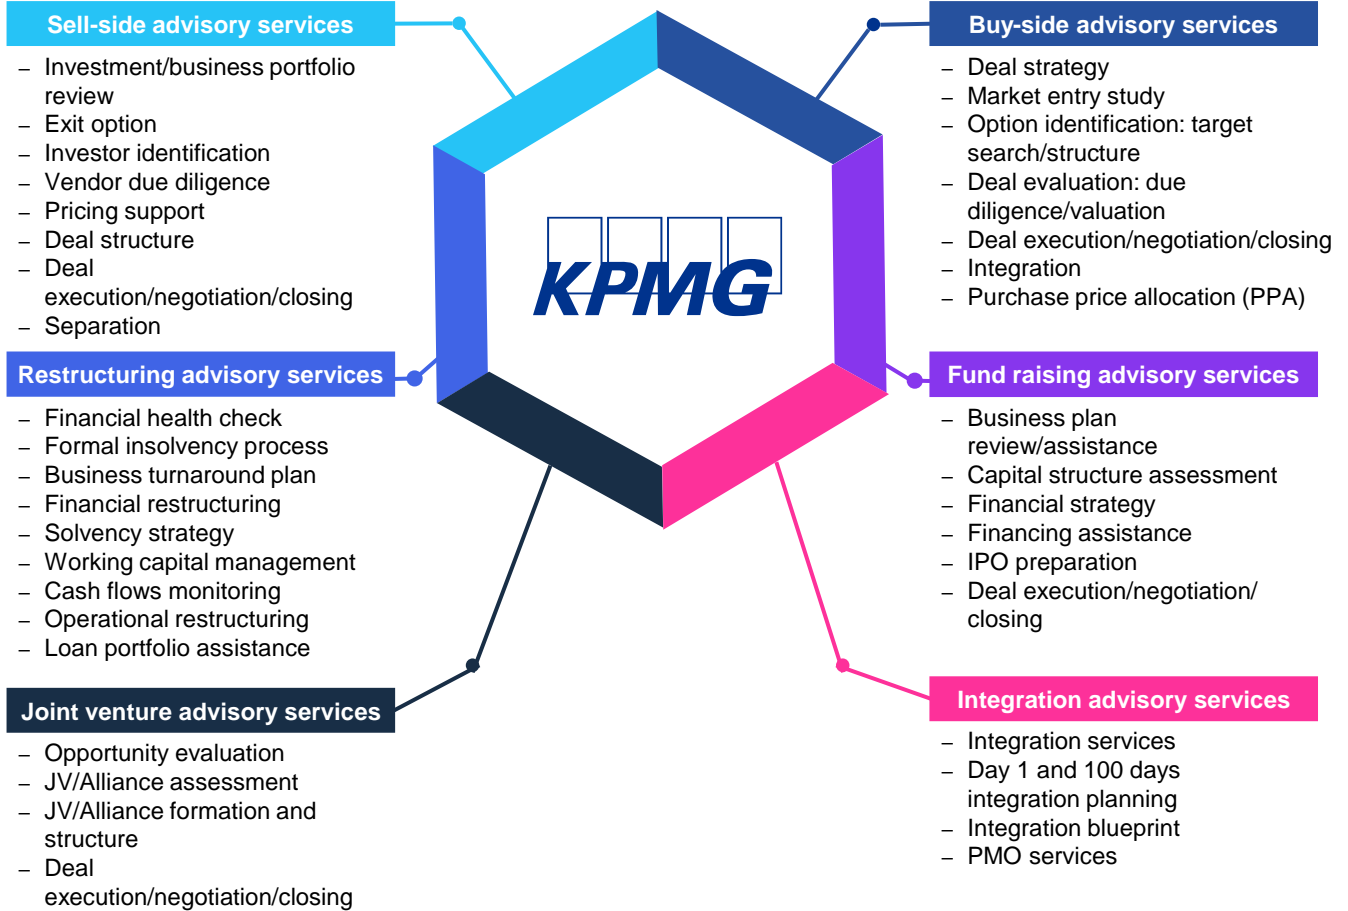 Sell-side advisory services
– Investment/business portfolio
review
– Exit option
– Investor identification
– Vendor due diligence
– Pricing support
– Deal structure
– Deal
execution/negotiation/closing
– Separation
Restructuring advisory services
– Financial health check
– Formal insolvency process
– Business turnaround plan
– Financial restructuring
– Solvency strategy
– Working capital management
– Cash flows monitoring
– Operational restructuring
– Loan portfolio assistance
Joint venture advisory services
– Opportunity evaluation
– JV/Alliance assessment
– JV/Alliance formation and
structure
– Deal
execution/negotiation/closing
KPMG
Buy-side advisory services
– Deal strategy
– Market entry study
– Option identification: target
search/structure
– Deal evaluation: due
diligence/valuation
– Deal execution/negotiation/closing
– Integration
– Purchase price allocation (PPA)
Fund raising advisory services
– Business plan
review/assistance
– Capital structure assessment
– Financial strategy
– Financing assistance
– IPO preparation
– Deal execution/negotiation/
closing
Integration advisory services
– Integration services
– Day 1 and 100 days
integration planning
– Integration blueprint
– PMO services